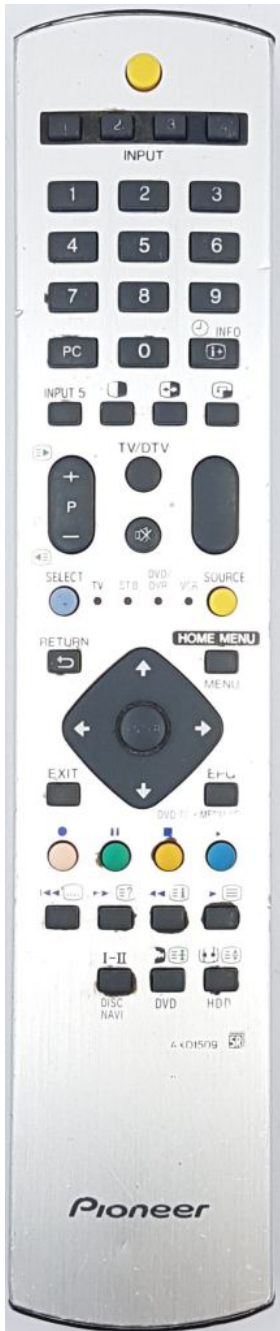 1 2 3 4
INPUT
1 2 3
4 5 6
7 8 9
INFO
PC 0 i+
INPUT 5
TV/DTV
+
P
–
SELECT TV STB DVD/DVR VCR SOURCE
RETURN HOME MENU
MENU
EXIT EPG
I-II
DISC NAVI DVD HDD
AXD1509 SR
Pioneer